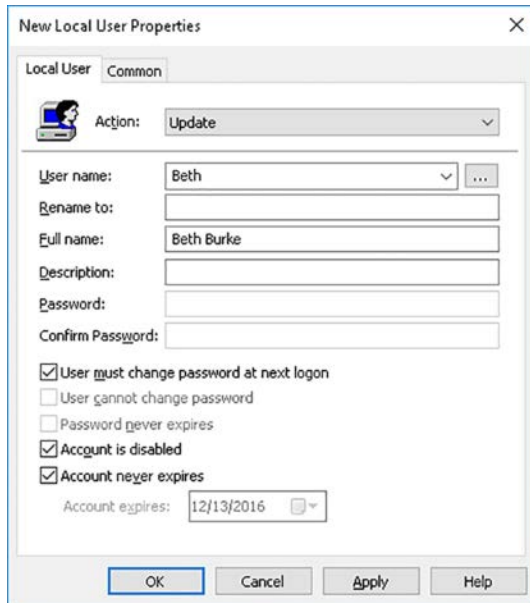 New Local User Properties
Local User Common
Action: Update
User name: Beth ...
Rename to:
Full name: Beth Burke
Description:
Password:
Confirm Password:
User must change password at next logon
User cannot change password
Password never expires
Account is disabled
Account never expires
Account expires: 12/13/2016
OK Cancel Apply Help